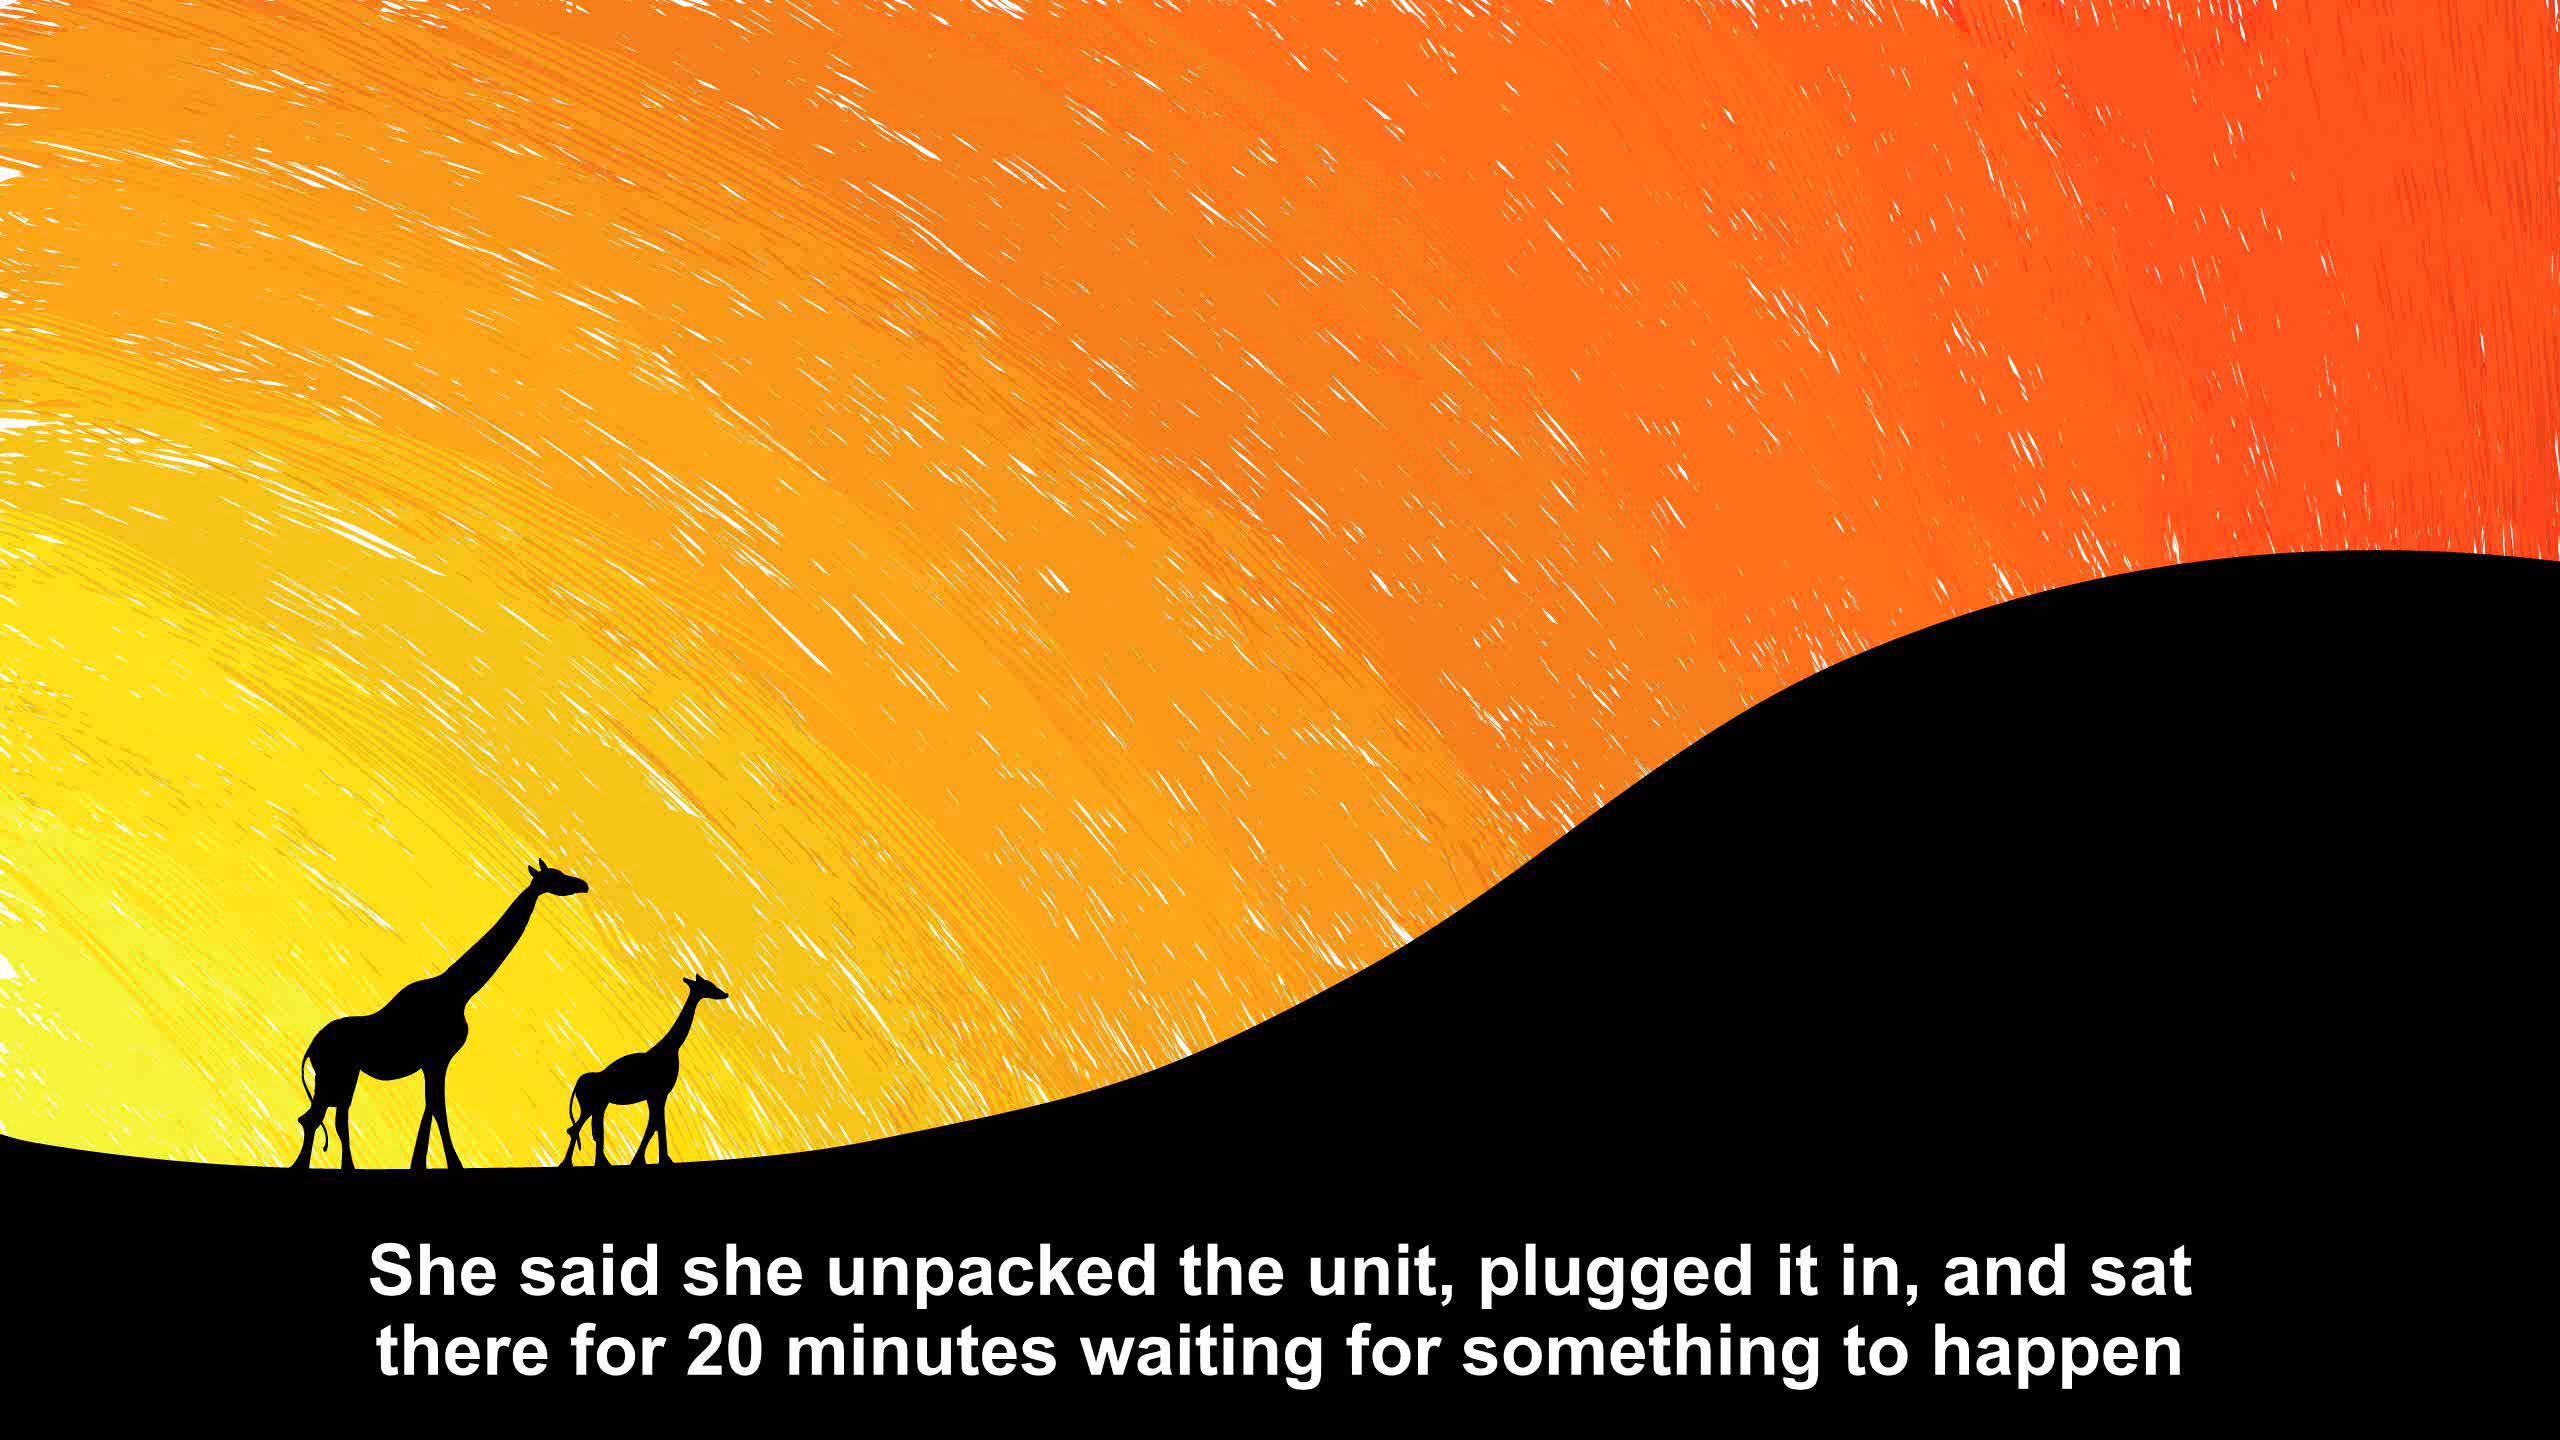 She said she unpacked the unit, plugged it in, and sat
there for 20 minutes waiting for something to happen